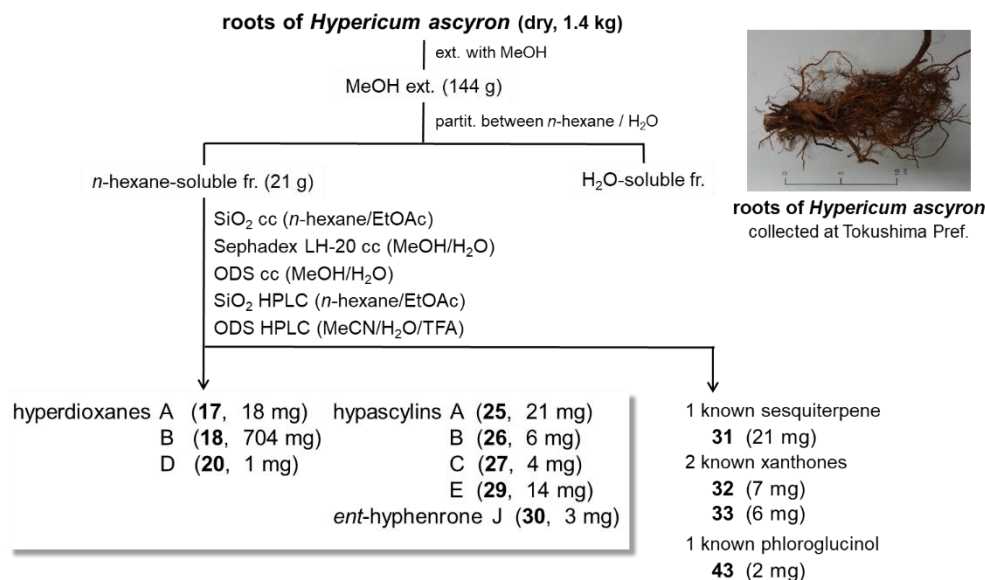 roots of Hypericum ascyron (dry, 1.4 kg)
ext. with MeOH
MeOH ext. (144 g)
partit. between n-hexane / H₂O
n-hexane-soluble fr. (21 g)
H₂O-soluble fr.
SiO₂ cc (n-hexane/EtOAc)
Sephadex LH-20 cc (MeOH/H₂O)
ODS cc (MeOH/H₂O)
SiO₂ HPLC (n-hexane/EtOAc)
ODS HPLC (MeCN/H₂O/TFA)
roots of Hypericum ascyron
collected at Tokushima Pref.
hyperdioxanes A (17, 18 mg)
B (18, 704 mg)
D (20, 1 mg)
hypascylins A (25, 21 mg)
B (26, 6 mg)
C (27, 4 mg)
E (29, 14 mg)
ent-hyphenrone J (30, 3 mg)
1 known sesquiterpene
31 (21 mg)
2 known xanthones
32 (7 mg)
33 (6 mg)
1 known phloroglucinol
43 (2 mg)